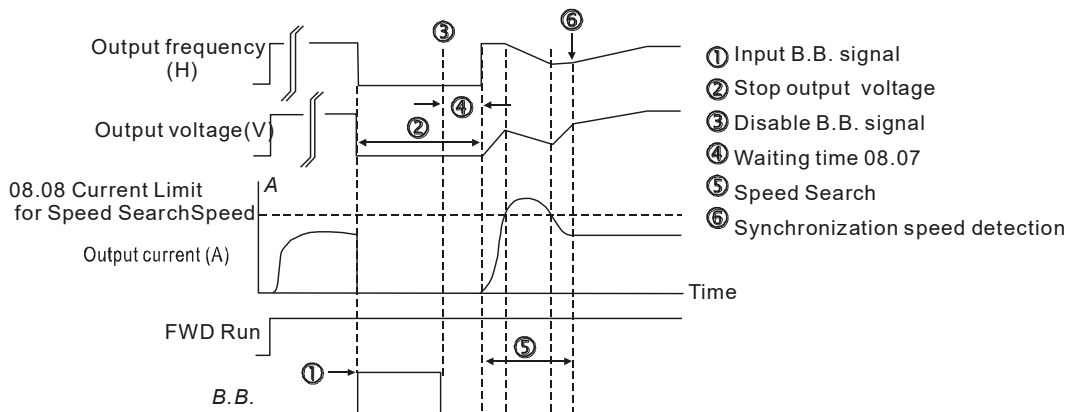 ⑥
③
Output frequency
(H)
① Input B.B. signal
② Stop output voltage
④
② 
Output voltage(V)
③ Disable B.B. signal
④ Waiting time 08.07
08.08 Current Limit
for Speed SearchSpeed
A
⑤ Speed Search
⑥ Synchronization speed detection
Output current (A)
Time
FWD Run
⑤
①
B.B.